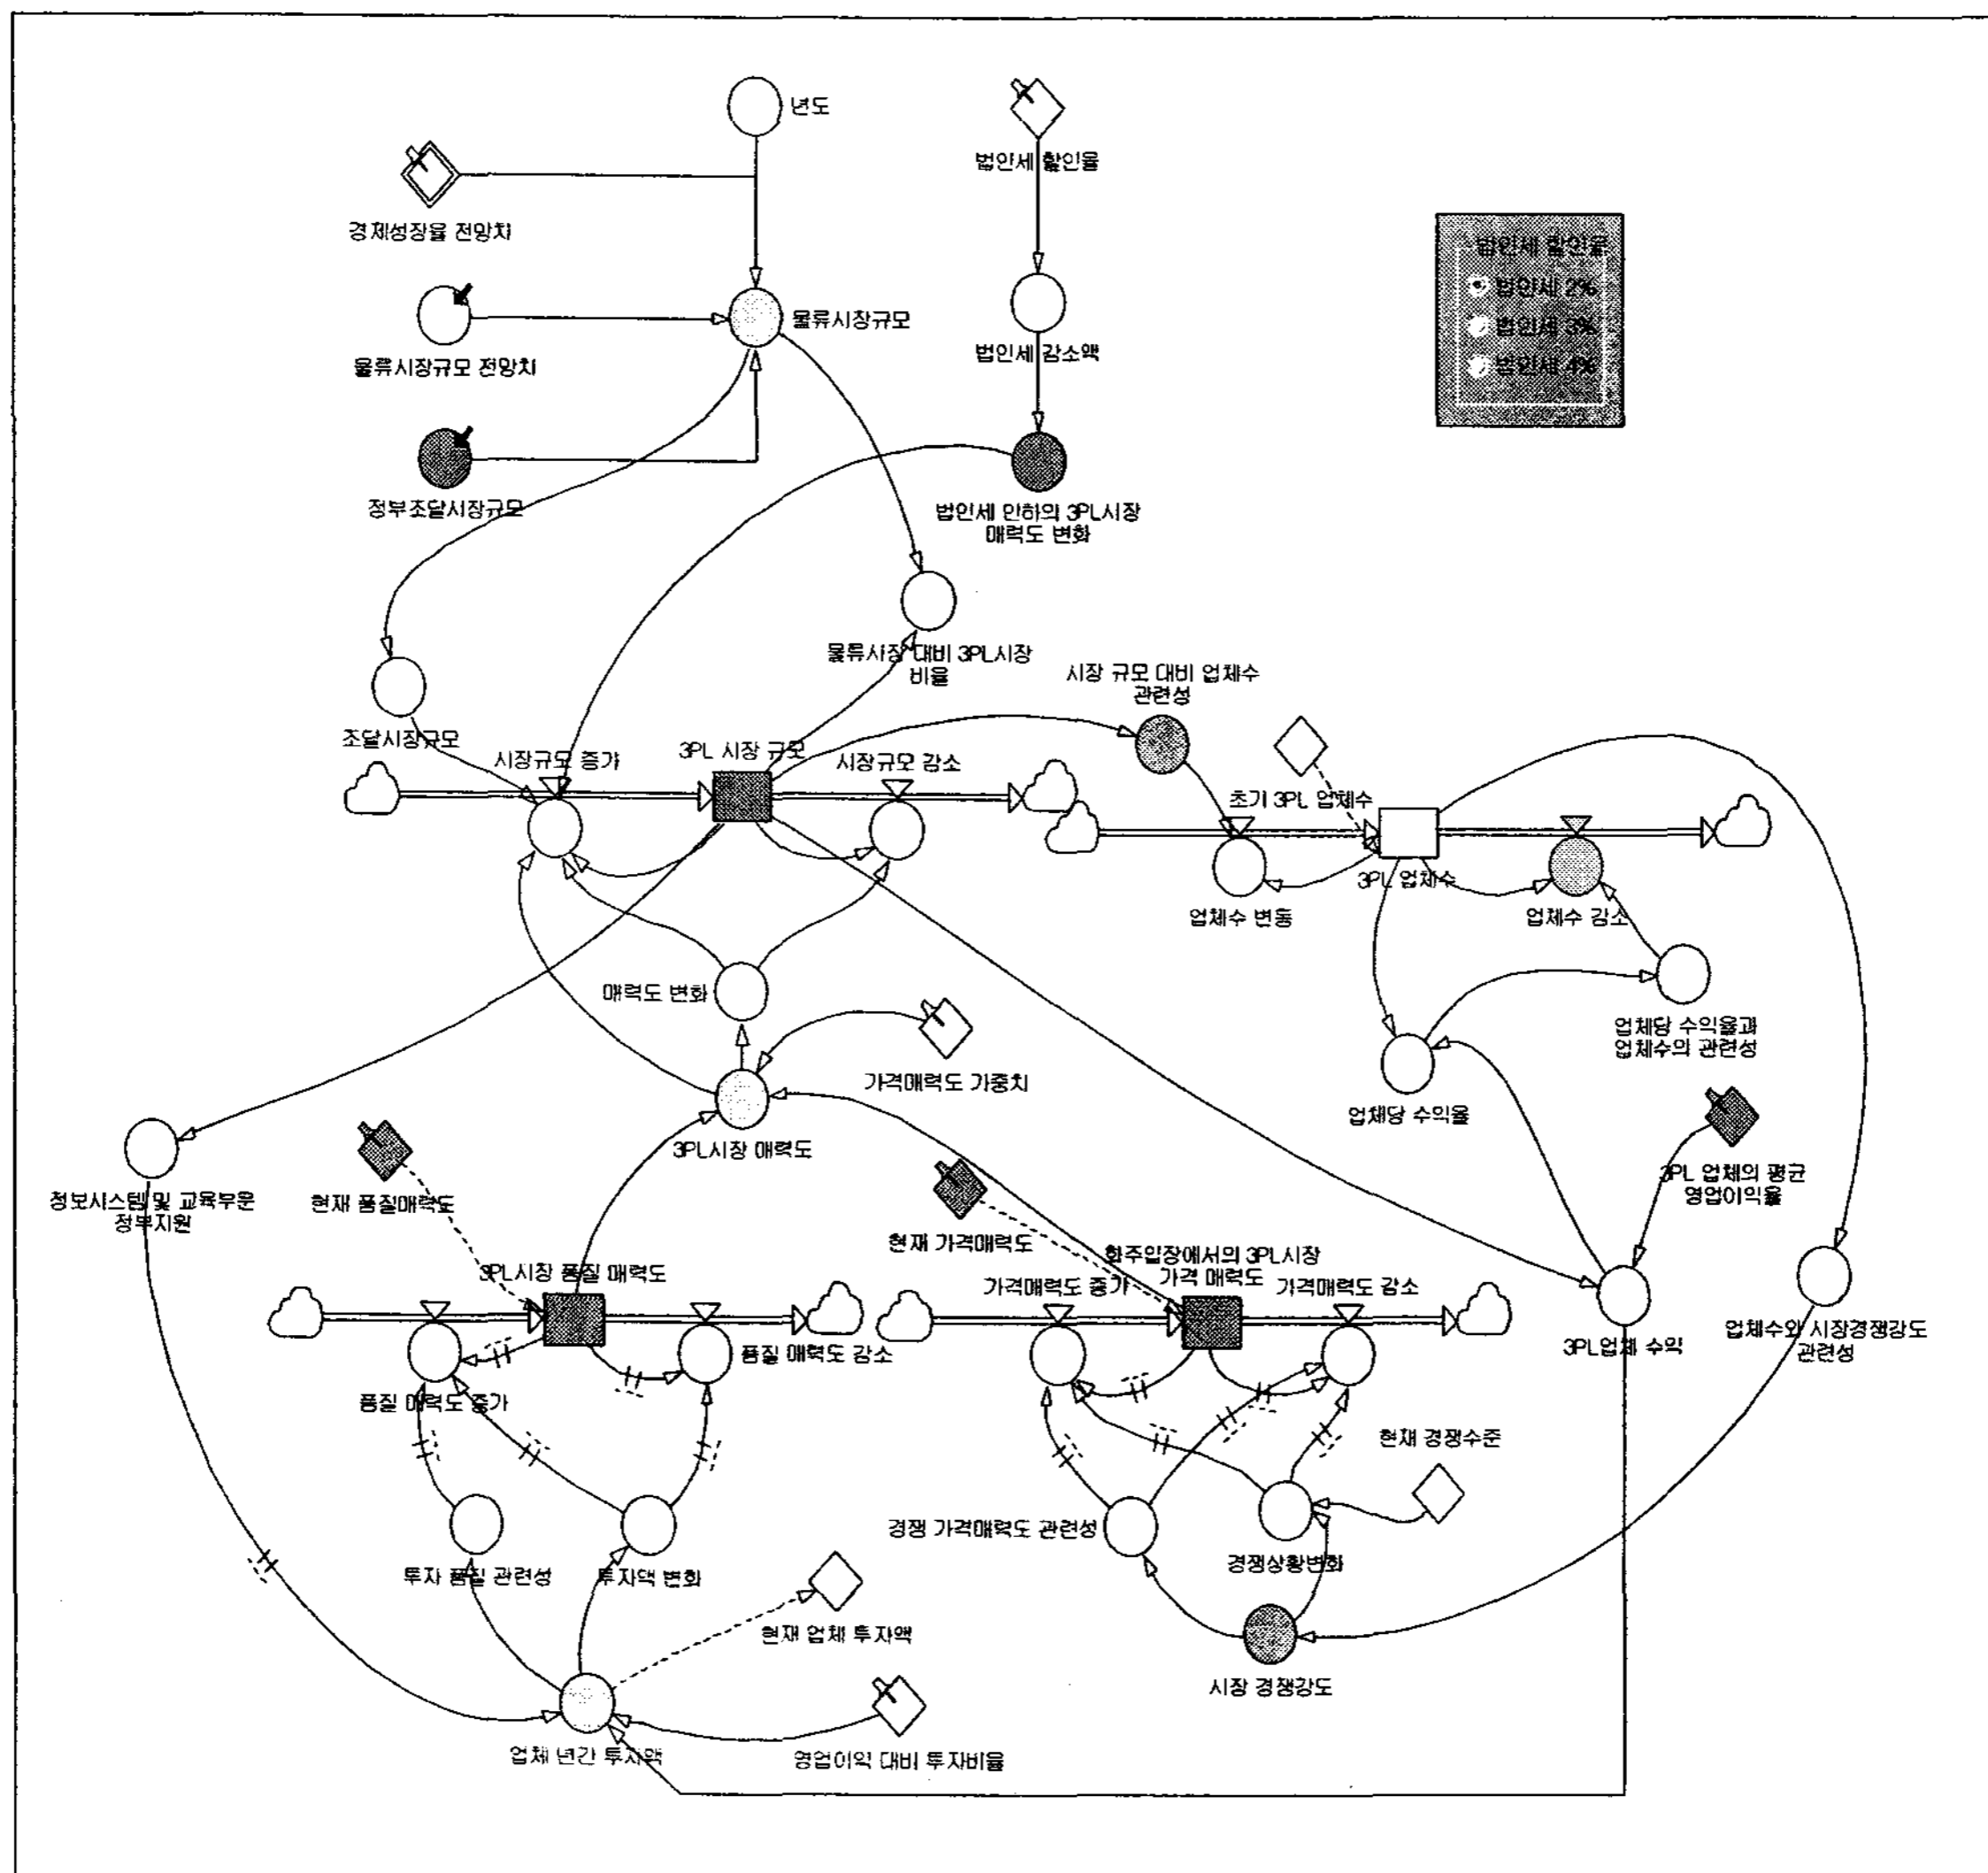 년도
법인세 할인율
경제성장율 전망치
법인세 할인율
법인세 2%
법인세 3%
법인세 4%
물류시장규모
물류시장규모 전망치
법인세 감소액
정부조달시장규모
법인세 인하의 3PL시장
매력도 변화
물류시장 대비 3PL시장
비율
시장 규모 대비 업체수
관련성
조달시장규모
시장규모 증가
3PL 시장 규모
시장규모 감소
초기 3PL 업체수
3PL 업체수
업체수 변동
업체수 감소
매력도 변화
업체당 수익율과
업체수의 관련성
가격매력도 가중치
업체당 수익율
3PL시장 매력도
정보시스템 및 교육부문
정부지원
현재 품질매력도
현재 가격매력도
3PL 업체의 평균
영업이익율
3PL시장 품질 매력도
화주입장에서의 3PL시장
가격 매력도
가격매력도 증가
가격매력도 감소
품질 매력도 감소
품질 매력도 증가
3PL업체 수익
업체수와 시장경쟁강도
관련성
현재 경쟁수준
경쟁 가격매력도 관련성
경쟁상황변화
투자 품질 관련성
투자액 변화
현재 업체 투자액
시장 경쟁강도
업체 년간 투자액
영업이익 대비 투자비율